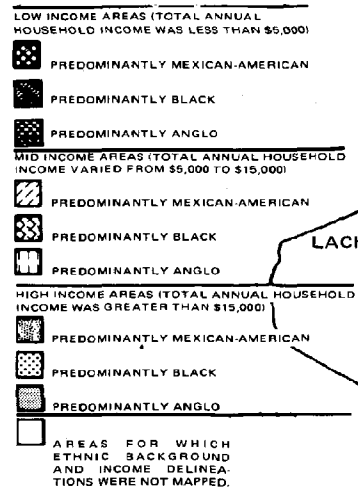 LOW INCOME AREAS (TOTAL ANNUAL
HOUSEHOLD INCOME WAS LESS THAN $5,000)
PREDOMINANTLY MEXICAN-AMERICAN
PREDOMINANTLY BLACK
PREDOMINANTLY ANGLO
MID INCOME AREAS (TOTAL ANNUAL HOUSEHOLD
INCOME VARIED FROM $5,000 TO $15,000)
PREDOMINANTLY MEXICAN-AMERICAN
PREDOMINANTLY BLACK
LACH
PREDOMINANTLY ANGLO
HIGH INCOME AREAS (TOTAL ANNUAL HOUSEHOLD
INCOME WAS GREATER THAN $15,000)
PREDOMINANTLY MEXICAN-AMERICAN
PREDOMINANTLY BLACK
PREDOMINANTLY ANGLO
AREAS FOR WHICH
ETHNIC BACKGROUND
AND INCOME DELINEA-
TIONS WERE NOT MAPPED.